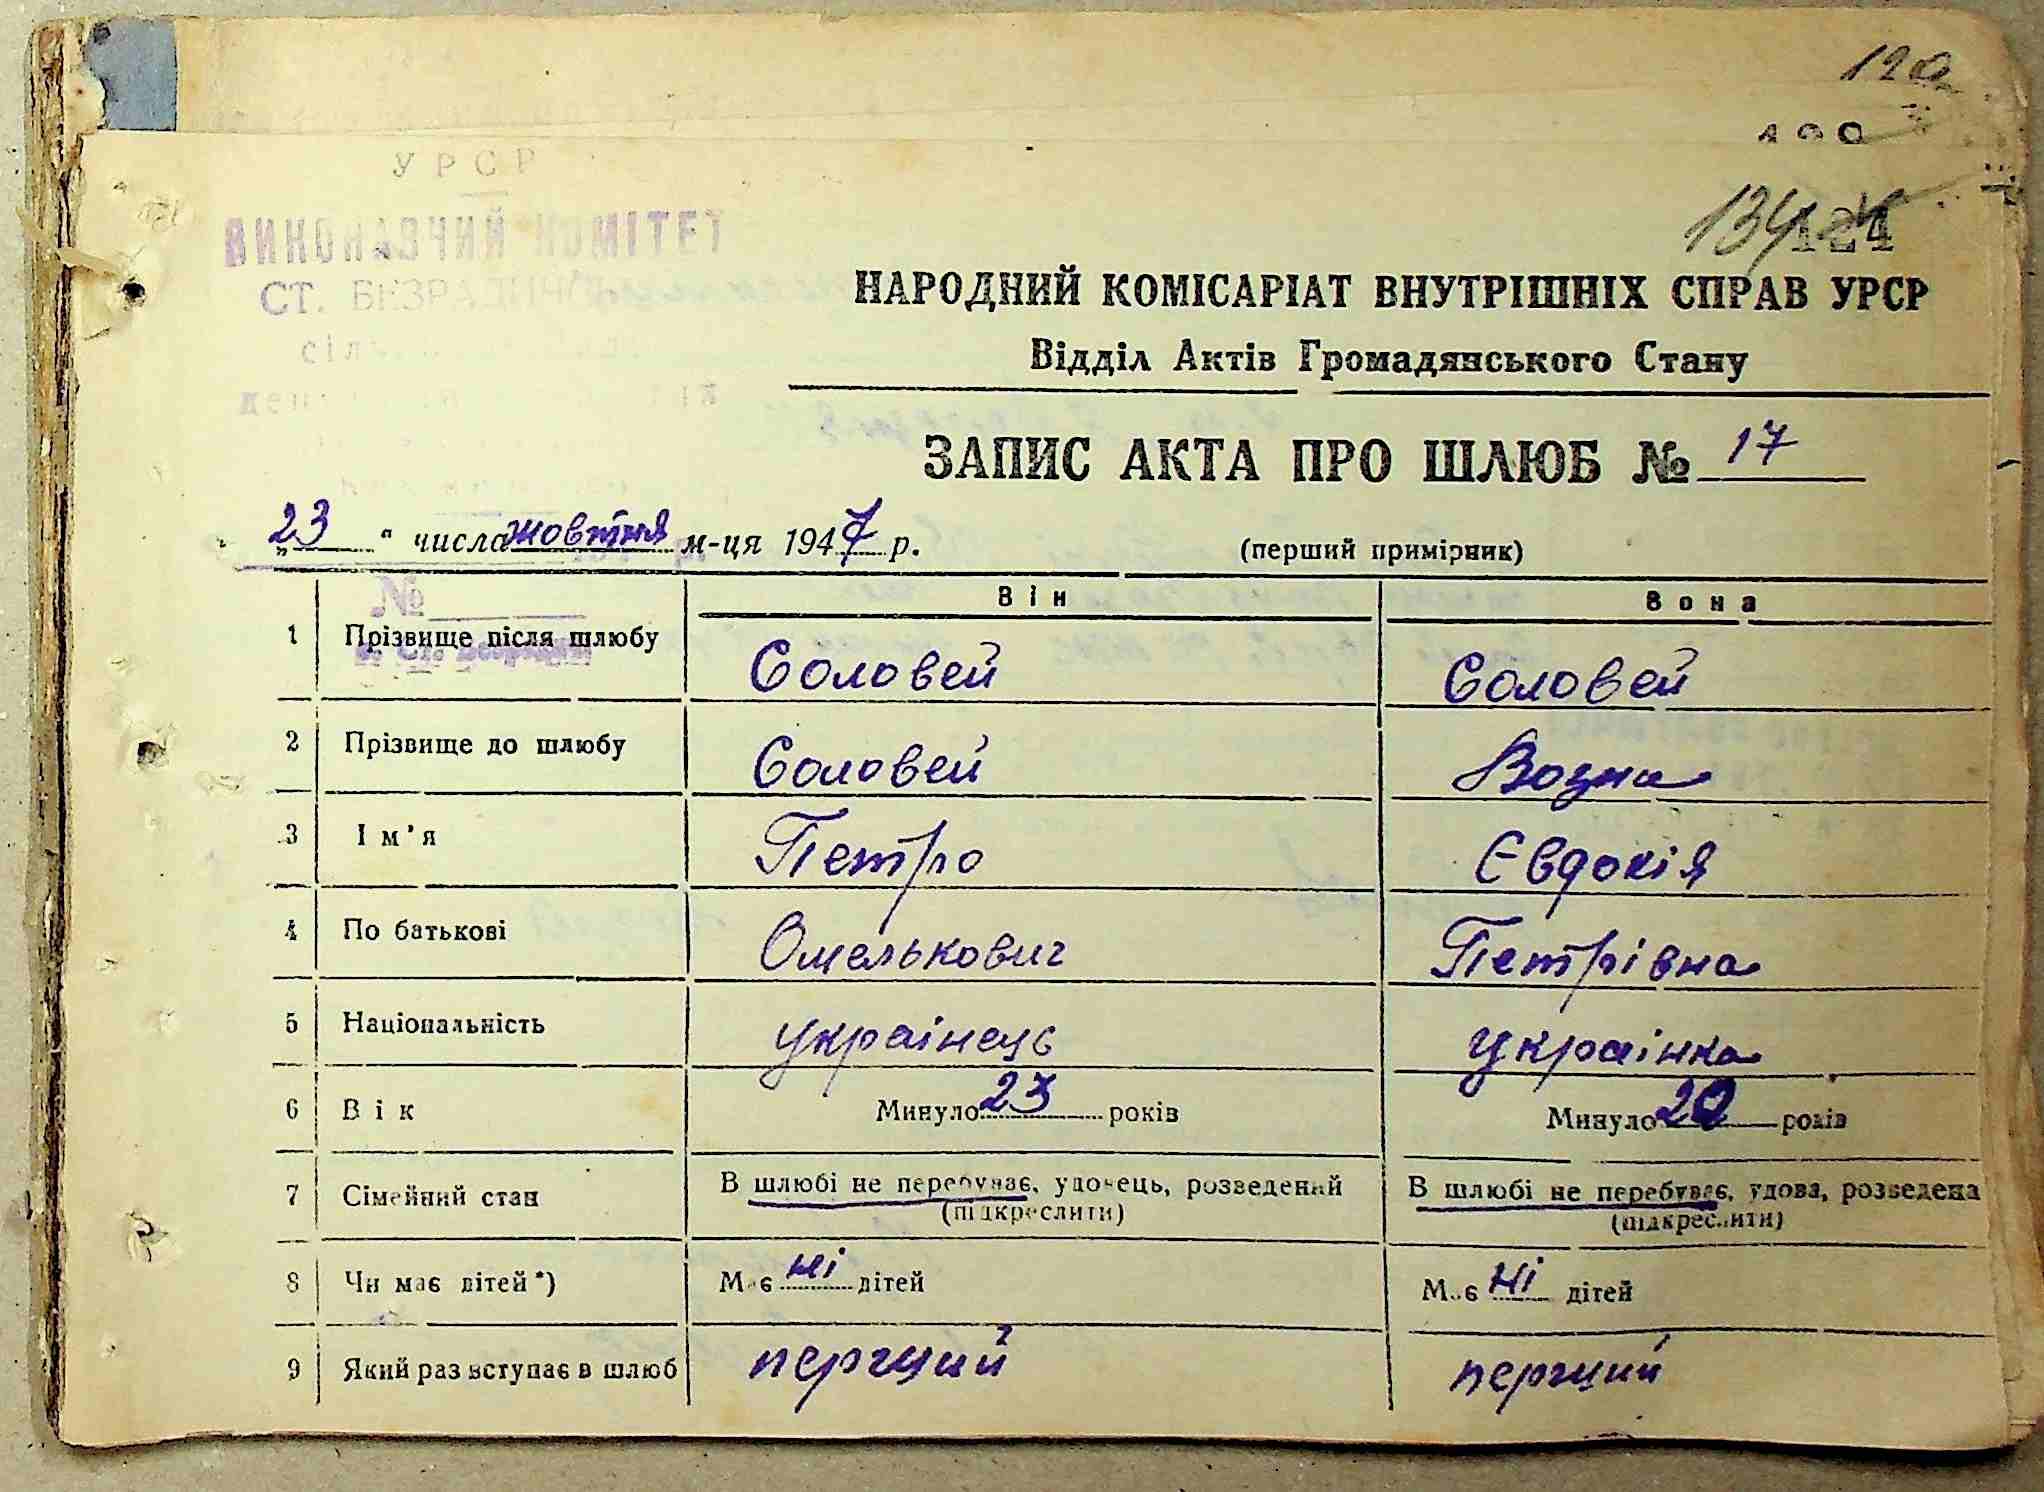 120
134 124
УРСР
ВИКОНАВЧИЙ КОМІТЕТ
СТ. БЕЗРАДИЧ
НАРОДНИЙ КОМІСАРІАТ ВНУТРІШНІХ СПРАВ УРСР
Відділ Актів Громадянського Стану
ЗАПИС АКТА ПРО ШЛЮБ № 17
„23“ числа жовтня м-ця 1947 р. (перший примірник)
№
Він Вона
1 Прізвище після шлюбу Соловей Соловей
2 Прізвище до шлюбу Соловей Возна
3 Ім'я Петро Євдокія
4 По батькові Омелькович Петрівна
5 Національність українець українка
6 Вік Минуло 23 років Минуло 20 років
7 Сімейний стан В шлюбі не перебуває, удовець, розведений В шлюбі не перебуває, удова, розведена
(підкреслити) (підкреслити)
8 Чи має дітей*) Має ні дітей Має ні дітей
9 Який раз вступає в шлюб перший перший